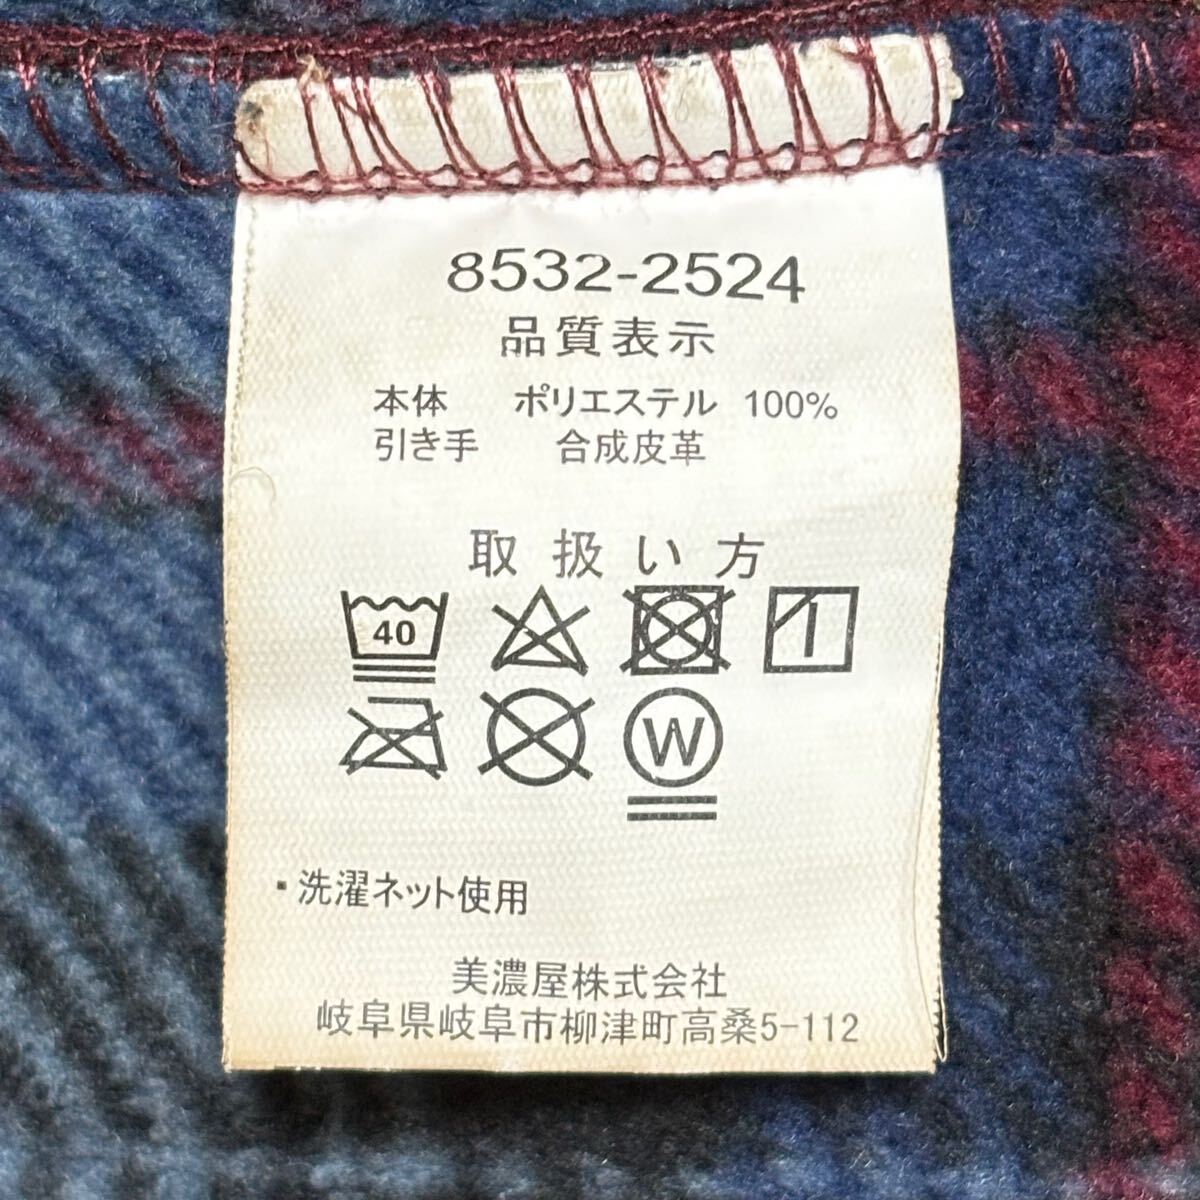 8532-2524
品質表示
本体 ポリエステル 100%
引き手 合成皮革
取扱い方
40
W
・洗濯ネット使用
美濃屋株式会社
岐阜県岐阜市柳津町高桑5-112